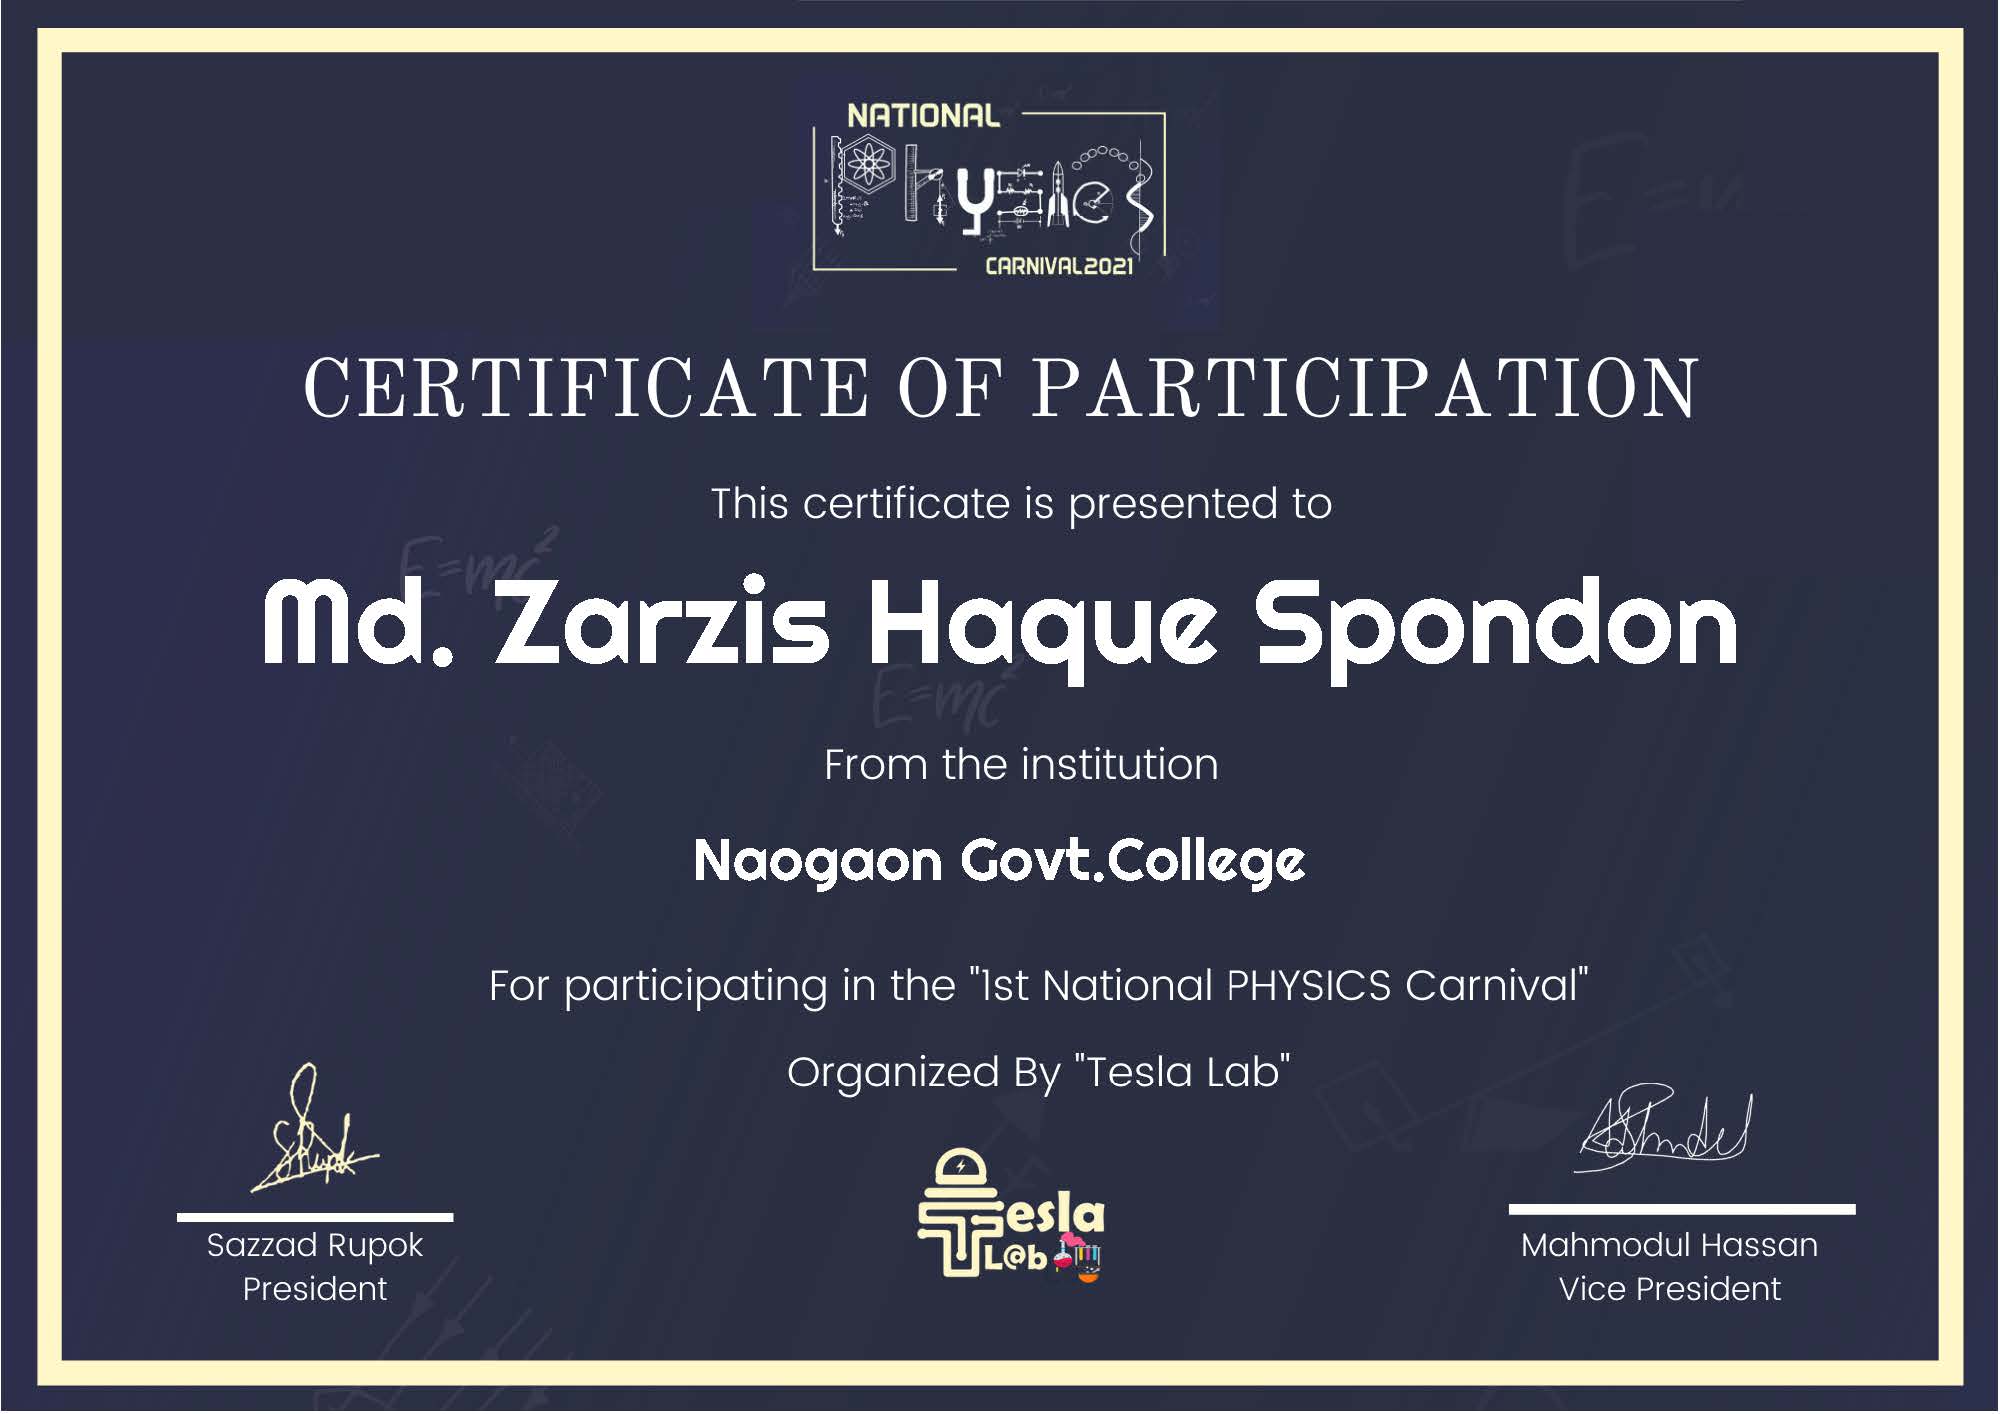 NATIONAL
Physics
CARNIVAL2021
CERTIFICATE OF PARTICIPATION
This certificate is presented to
Md. Zarzis Haque Spondon
From the institution
Naogaon Govt.College
For participating in the "1st National PHYSICS Carnival"
Organized By "Tesla Lab"
Sazzad Rupok
President
Tesla
L@b
Mahmodul Hassan
Vice President
E=mc²
E=mc²